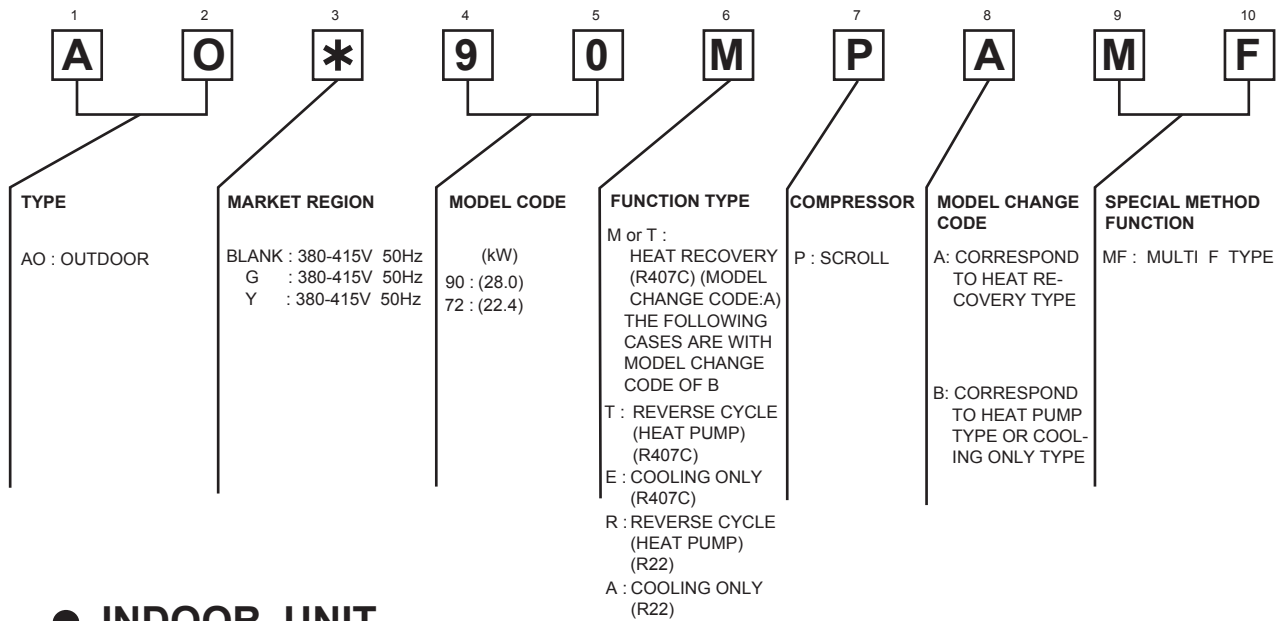 1 2 3 4 5 6 7 8 9 10
A O * 9 0 M P A M F
TYPE
AO : OUTDOOR
MARKET REGION
BLANK : 380-415V 50Hz
G : 380-415V 50Hz
Y : 380-415V 50Hz
MODEL CODE
(kW)
90 : (28.0)
72 : (22.4)
FUNCTION TYPE
M or T :
HEAT RECOVERY
(R407C) (MODEL
CHANGE CODE:A)
THE FOLLOWING
CASES ARE WITH
MODEL CHANGE
CODE OF B
T : REVERSE CYCLE
(HEAT PUMP)
(R407C)
E : COOLING ONLY
(R407C)
R : REVERSE CYCLE
(HEAT PUMP)
(R22)
A : COOLING ONLY
(R22)
COMPRESSOR
P : SCROLL
MODEL CHANGE
CODE
A: CORRESPOND
TO HEAT RE-
COVERY TYPE
B: CORRESPOND
TO HEAT PUMP
TYPE OR COOL-
ING ONLY TYPE
SPECIAL METHOD
FUNCTION
MF : MULTI F TYPE
● INDOOR UNIT